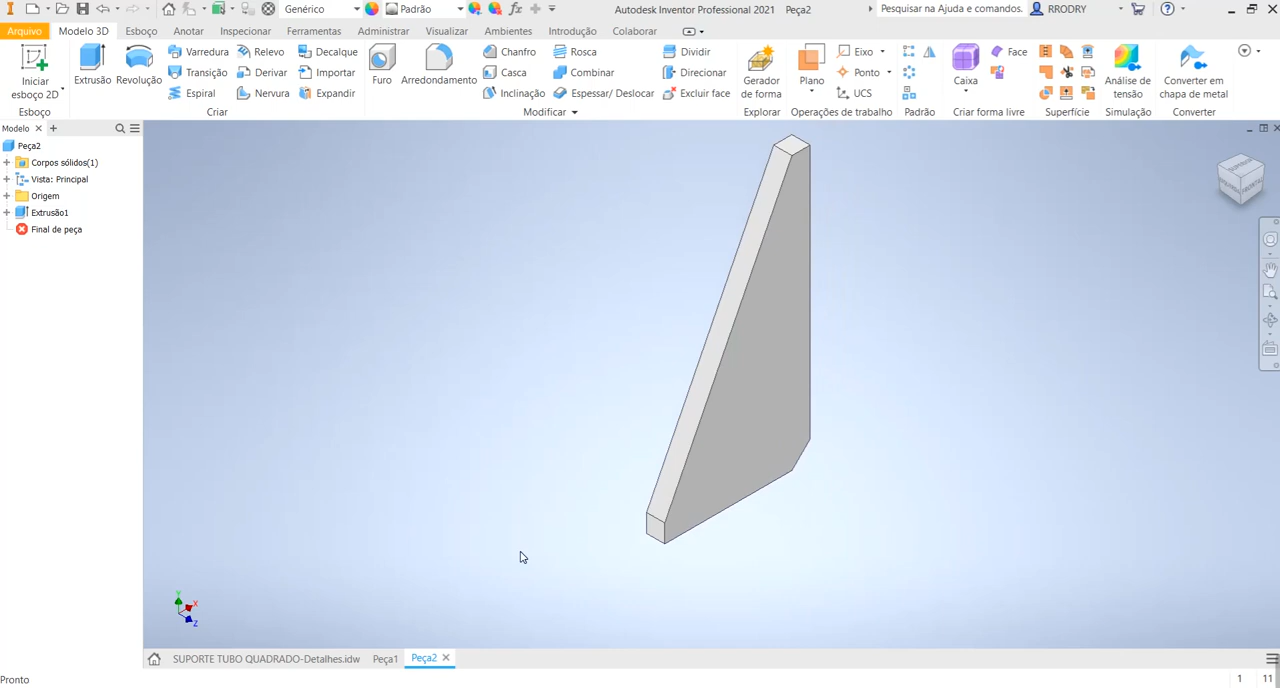 Genérico
Padrão
Autodesk Inventor Professional 2021 Peça2
Pesquisar na Ajuda e comandos.
RRODRY
Arquivo Modelo 3D Esboço Anotar Inspecionar Ferramentas Administrar Visualizar Ambientes Introdução Colaborar
Iniciar
esboço 2D
Extrusão
Revolução
Varredura
Transição
Espiral
Relevo
Derivar
Nervura
Decalque
Importar
Expandir
Furo
Arredondamento
Chanfro
Casca
Inclinação
Rosca
Combinar
Espessar/ Deslocar
Dividir
Direcionar
Excluir face
Gerador
de forma
Plano
Eixo
Ponto
UCS
Caixa
Face
Análise de
tensão
Converter em
chapa de metal
Esboço Criar Modificar Explorar Operações de trabalho Padrão Criar forma livre Superfície Simulação Converter
Modelo
Peça2
Corpos sólidos(1)
Vista: Principal
Origem
Extrusão1
Final de peça
SUPERIOR
FRONTAL
Y
X
Z
SUPORTE TUBO QUADRADO-Detalhes.idw Peça1 Peça2
Pronto
1 11